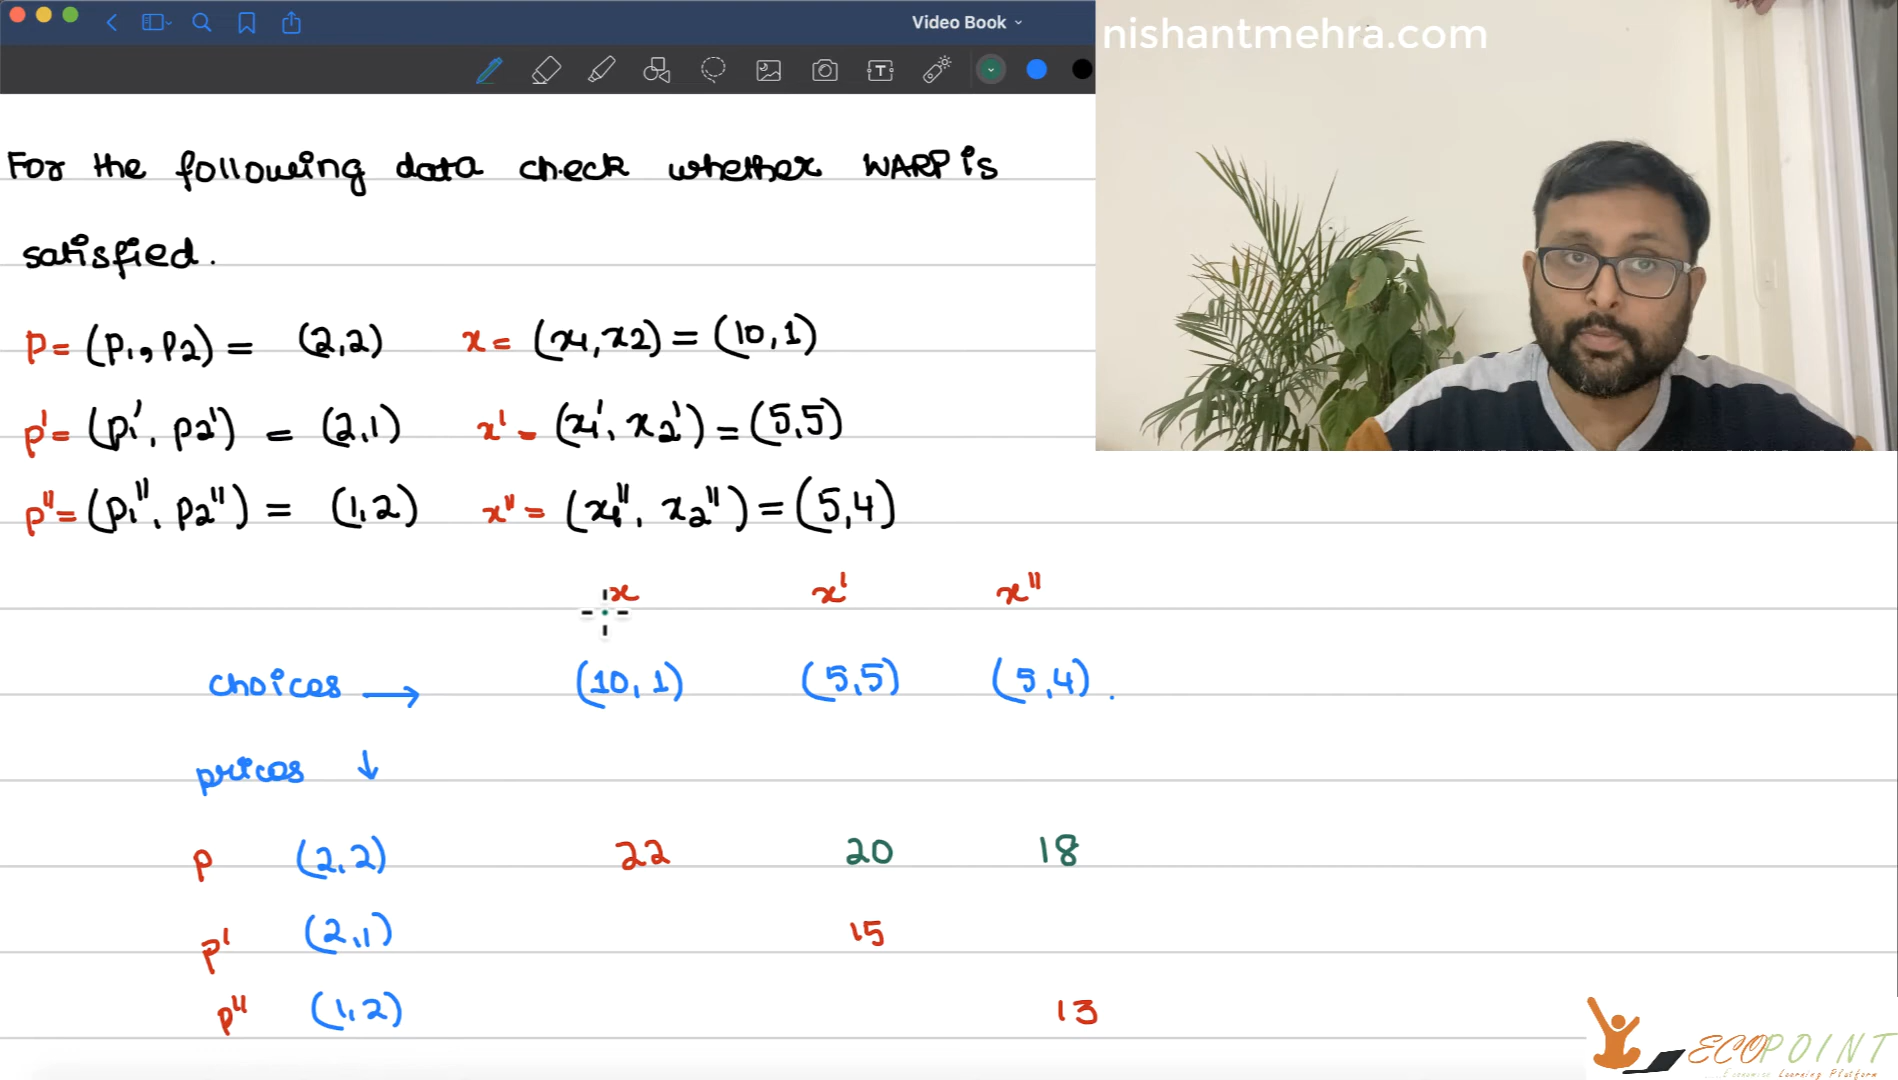 Video Book
nishantmehra.com
For the following data check whether WARP is
satisfied.
p = (p1, p2) = (2,2) x = (x1, x2) = (10, 1)
p' = (p1', p2') = (2,1) x' = (x1', x2') = (5,5)
p'' = (p1'', p2'') = (1,2) x'' = (x1'', x2'') = (5,4)
x x' x''
choices → (10, 1) (5,5) (5,4).
prices ↓
p (2,2) 22 20 18
p' (2,1) 15
p'' (1,2) 13
ECOPOINT
Economics Learning Platform